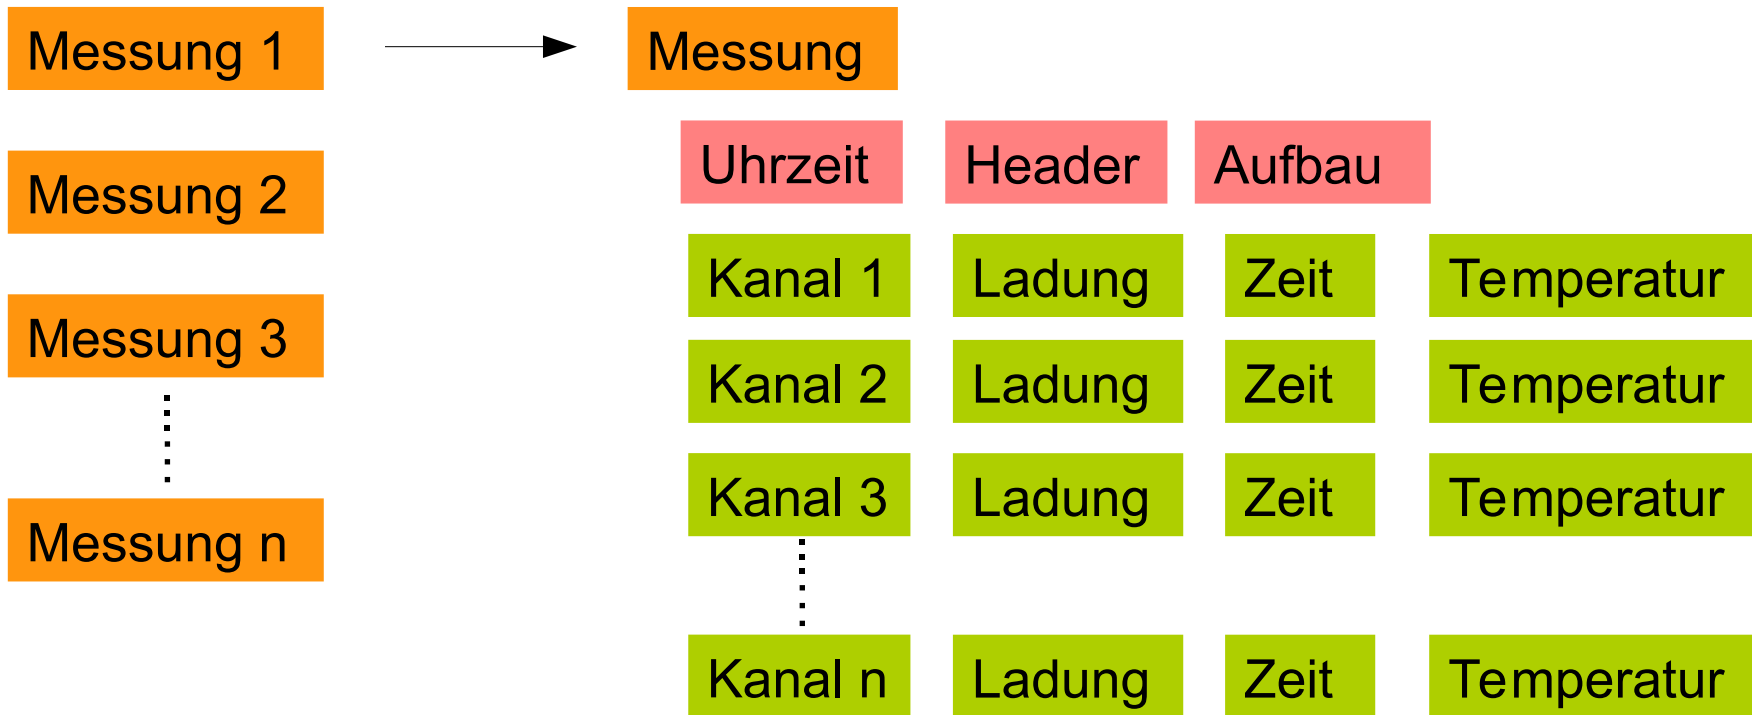 Messung 1
Messung 2
Messung 3
Messung n
Messung
Uhrzeit Header Aufbau
Kanal 1 Ladung Zeit Temperatur
Kanal 2 Ladung Zeit Temperatur
Kanal 3 Ladung Zeit Temperatur
Kanal n Ladung Zeit Temperatur